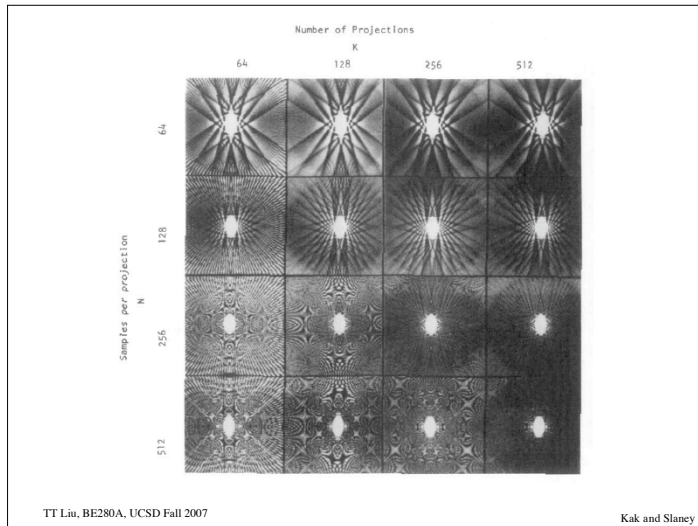 Number of Projections
K
64 128 256 512
Samples per projection
N
64
128
256
512
TT Liu, BE280A, UCSD Fall 2007
Kak and Slaney